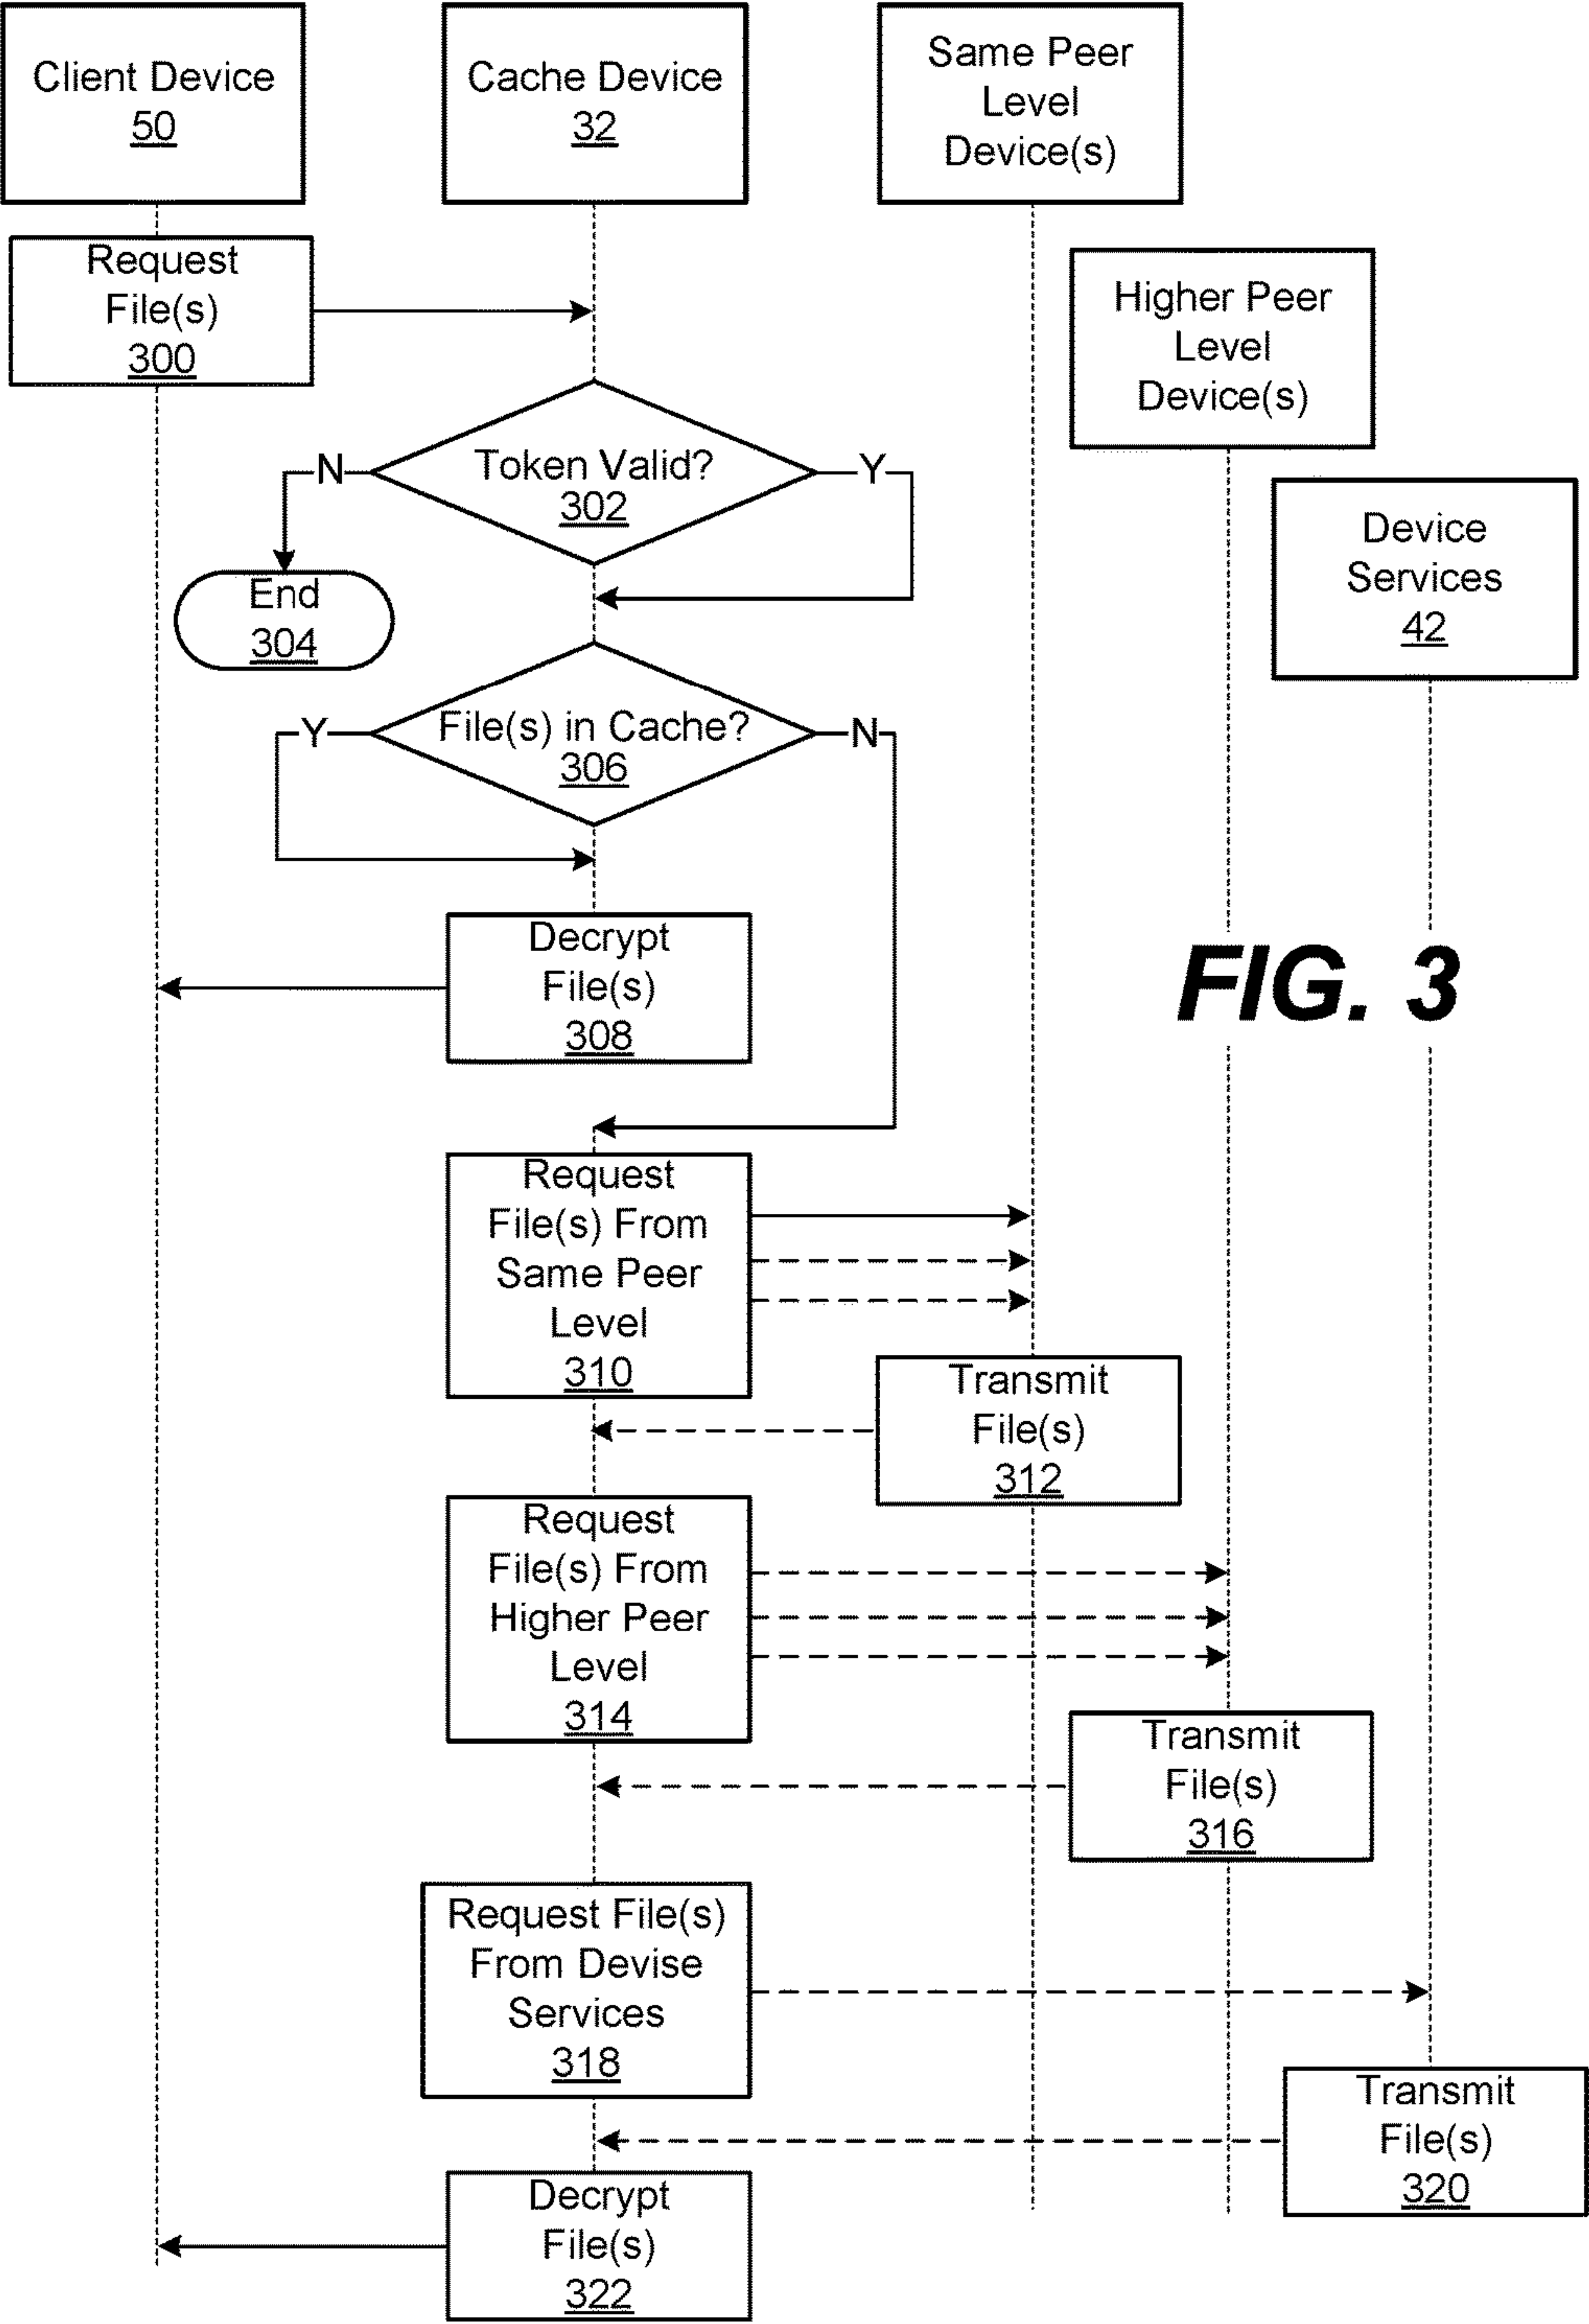 Client Device
50
Cache Device
32
Same Peer
Level
Device(s)
Request
File(s)
300
Higher Peer
Level
Device(s)
Token Valid?
302
N
Y
Device
Services
42
End
304
File(s) in Cache?
306
Y
N
Decrypt
File(s)
308
FIG. 3
Request
File(s) From
Same Peer
Level
310
Transmit
File(s)
312
Request
File(s) From
Higher Peer
Level
314
Transmit
File(s)
316
Request File(s)
From Devise
Services
318
Transmit
File(s)
320
Decrypt
File(s)
322